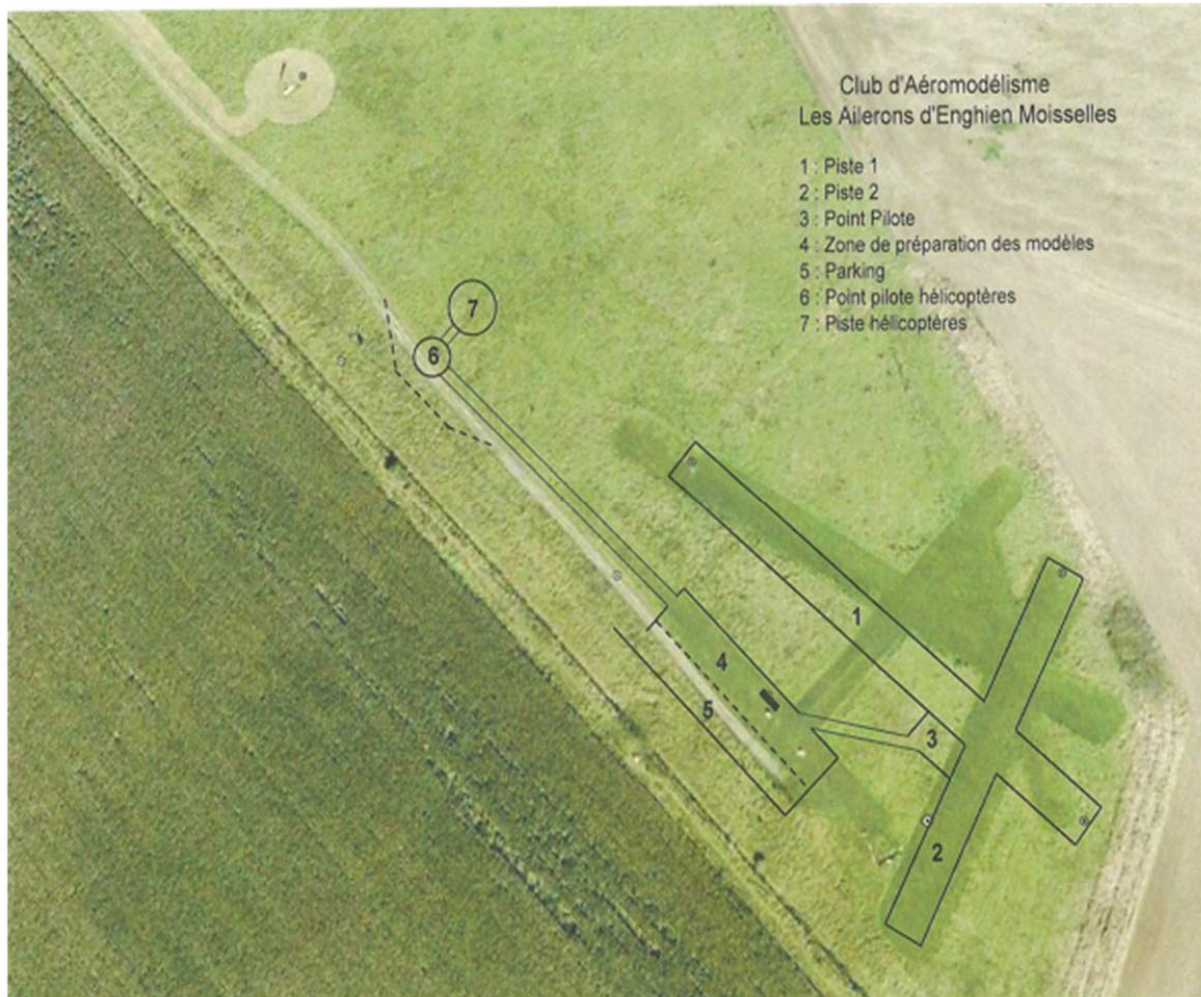 Club d'Aéromodélisme
Les Ailerons d'Enghien Moisselles
1 : Piste 1
2 : Piste 2
3 : Point Pilote
4 : Zone de préparation des modèles
5 : Parking
6 : Point pilote hélicoptères
7 : Piste hélicoptères
7
6
1
4
5
3
2